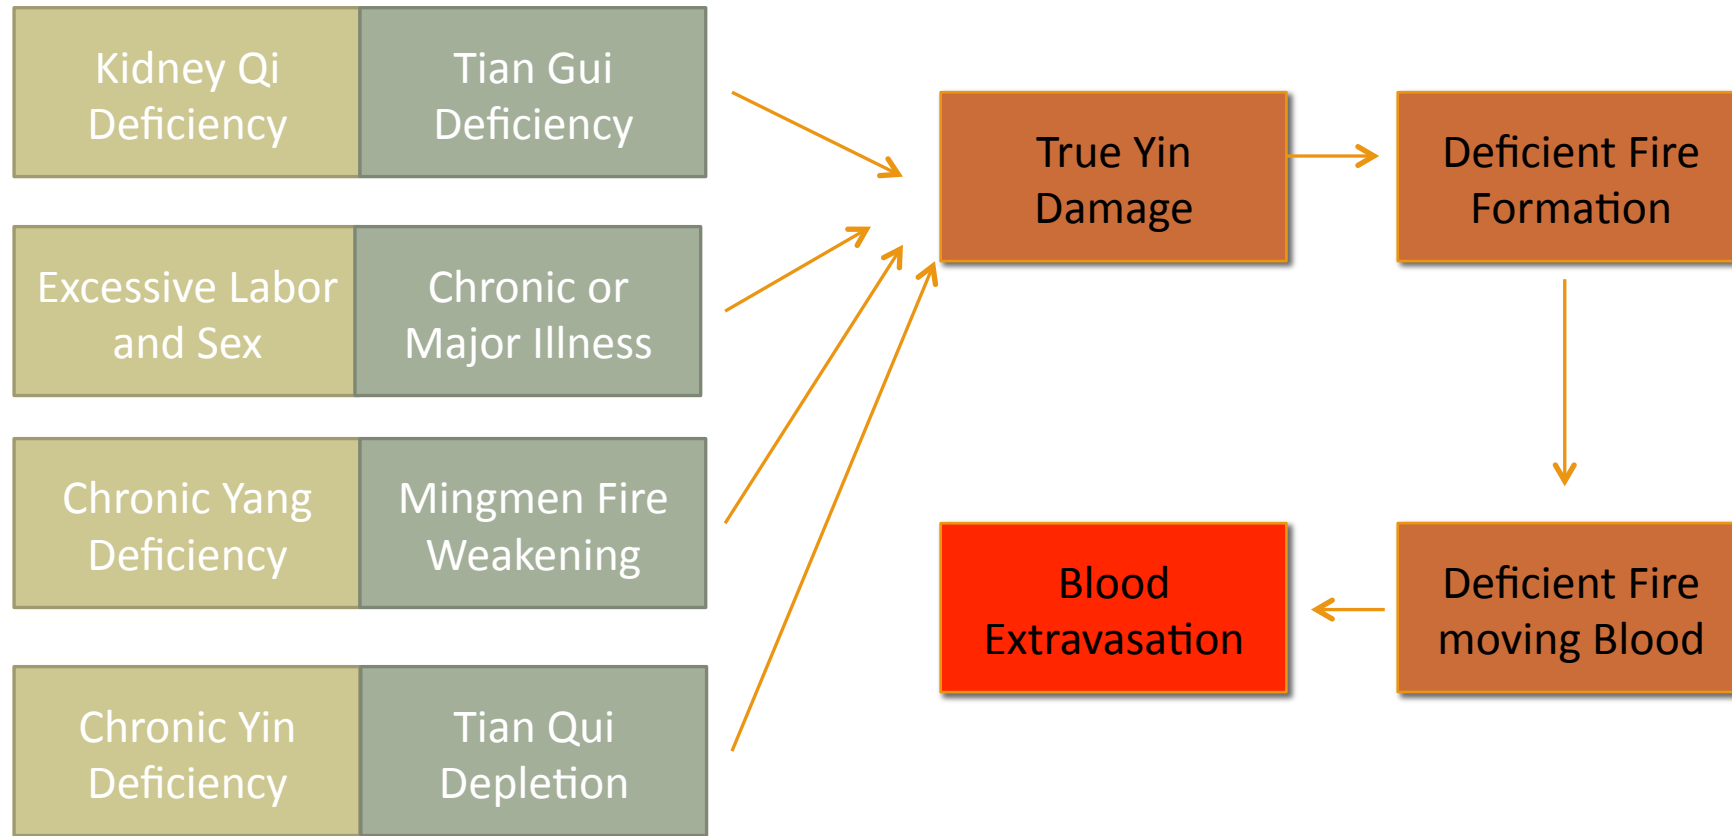 Kidney Qi
Deficiency
Tian Gui
Deficiency
True Yin
Damage
Deficient Fire
Formation
Excessive Labor
and Sex
Chronic or
Major Illness
Chronic Yang
Deficiency
Mingmen Fire
Weakening
Blood
Extravasation
Deficient Fire
moving Blood
Chronic Yin
Deficiency
Tian Qui
Depletion